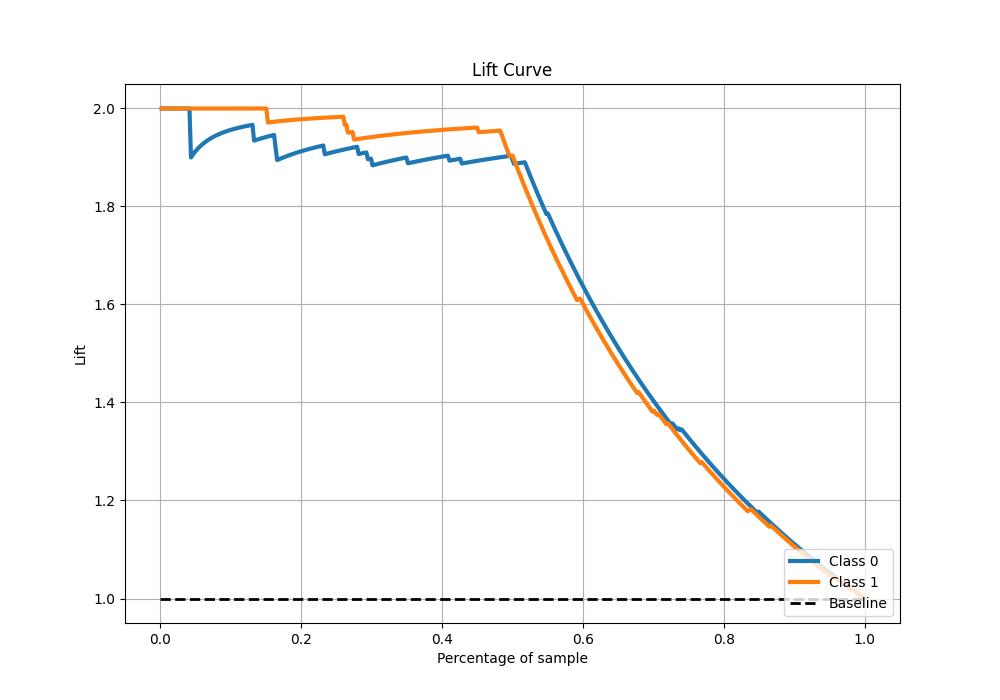 Lift Curve
2.0
1.8
1.6
1.4
1.2
1.0
Lift
0.0 0.2 0.4 0.6 0.8 1.0
Percentage of sample
Class 0
Class 1
Baseline